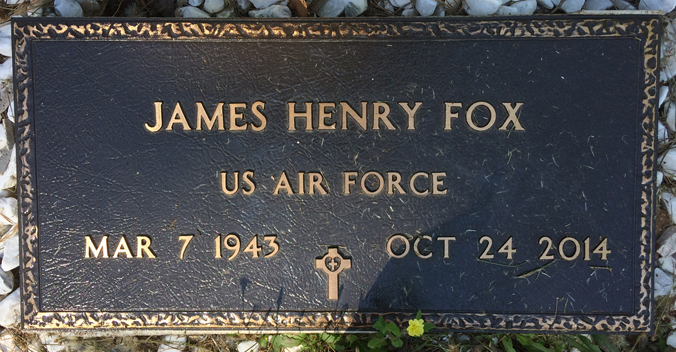 JAMES HENRY FOX
US AIR FORCE
MAR 7 1943 OCT 24 2014